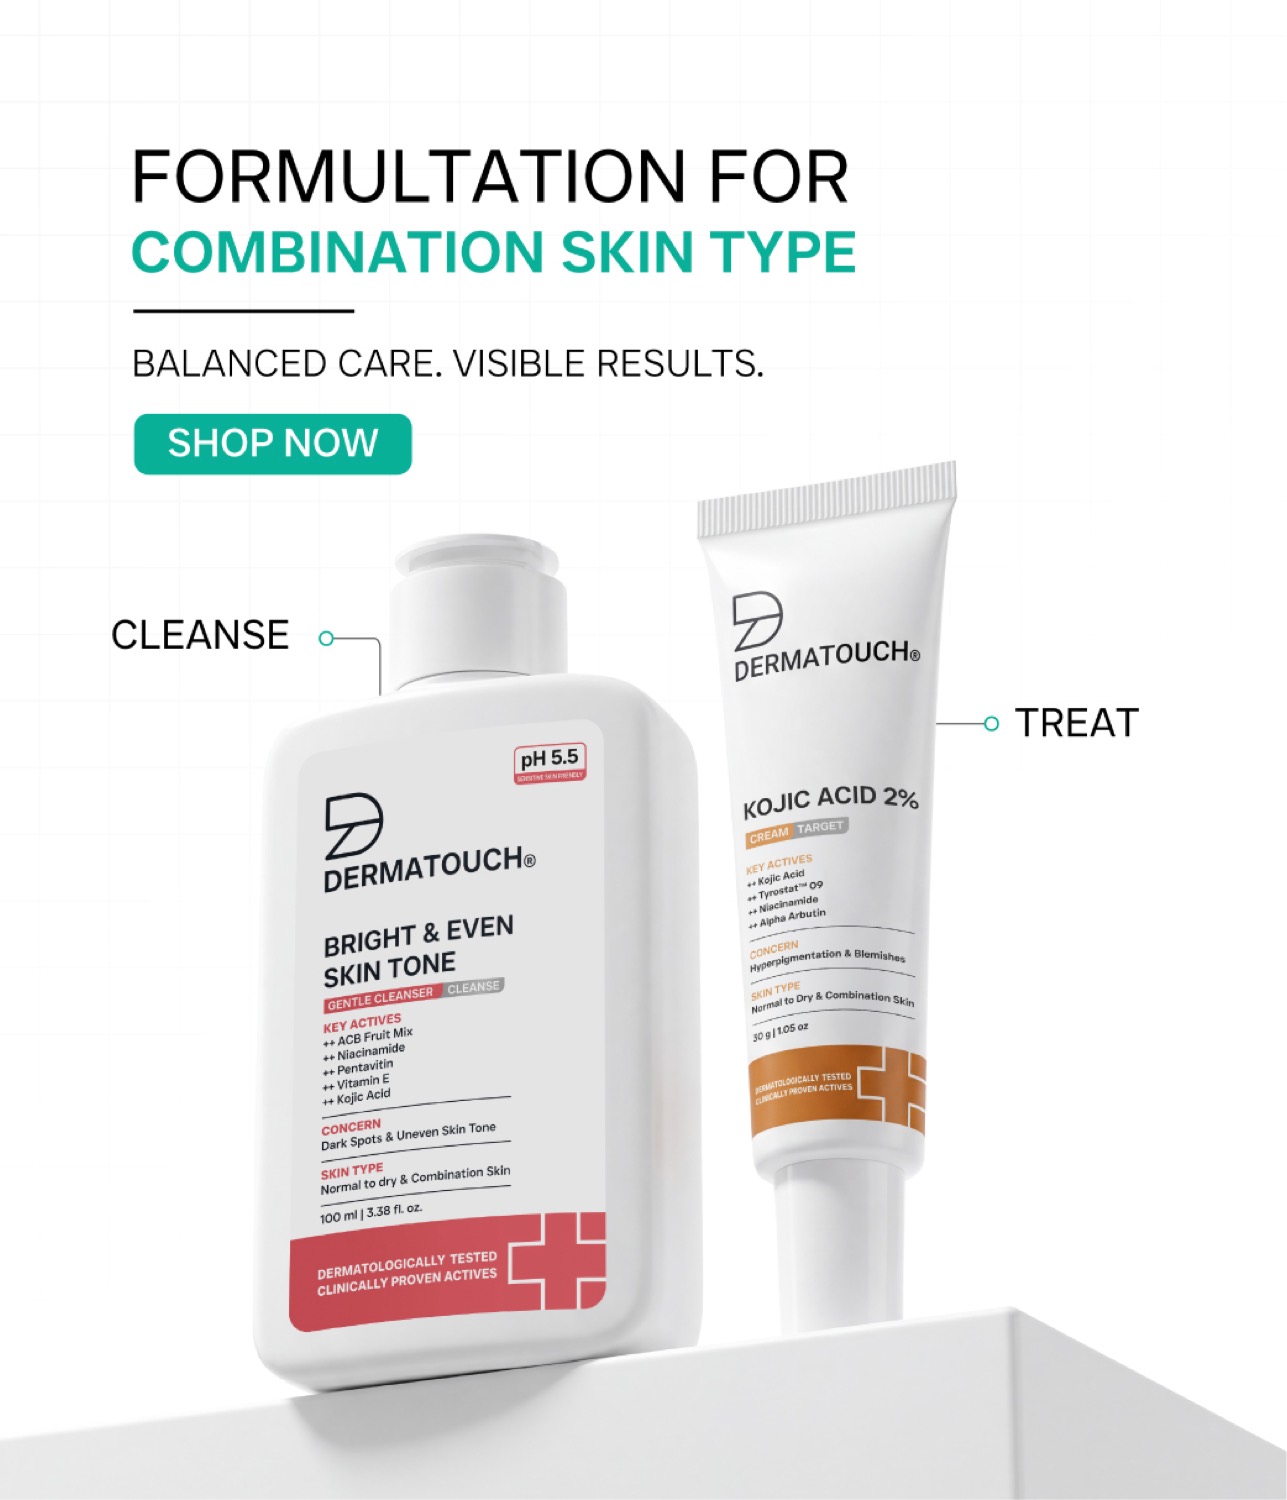 FORMULTATION FOR
COMBINATION SKIN TYPE
BALANCED CARE. VISIBLE RESULTS.
SHOP NOW
CLEANSE
TREAT
pH 5.5
SENSITIVE SKIN FRIENDLY
DERMATOUCH®
BRIGHT & EVEN
SKIN TONE
GENTLE CLEANSER CLEANSE
KEY ACTIVES
++ ACB Fruit Mix
++ Niacinamide
++ Pentavitin
++ Vitamin E
++ Kojic Acid
CONCERN
Dark Spots & Uneven Skin Tone
SKIN TYPE
Normal to dry & Combination Skin
100 ml | 3.38 fl. oz.
DERMATOLOGICALLY TESTED
CLINICALLY PROVEN ACTIVES
DERMATOUCH®
KOJIC ACID 2%
CREAM TARGET
KEY ACTIVES
++ Kojic Acid
++ Tyrostat™ 09
++ Niacinamide
++ Alpha Arbutin
CONCERN
Hyperpigmentation & Blemishes
SKIN TYPE
Normal to Dry & Combination Skin
30 g | 1.05 oz
DERMATOLOGICALLY TESTED
CLINICALLY PROVEN ACTIVES